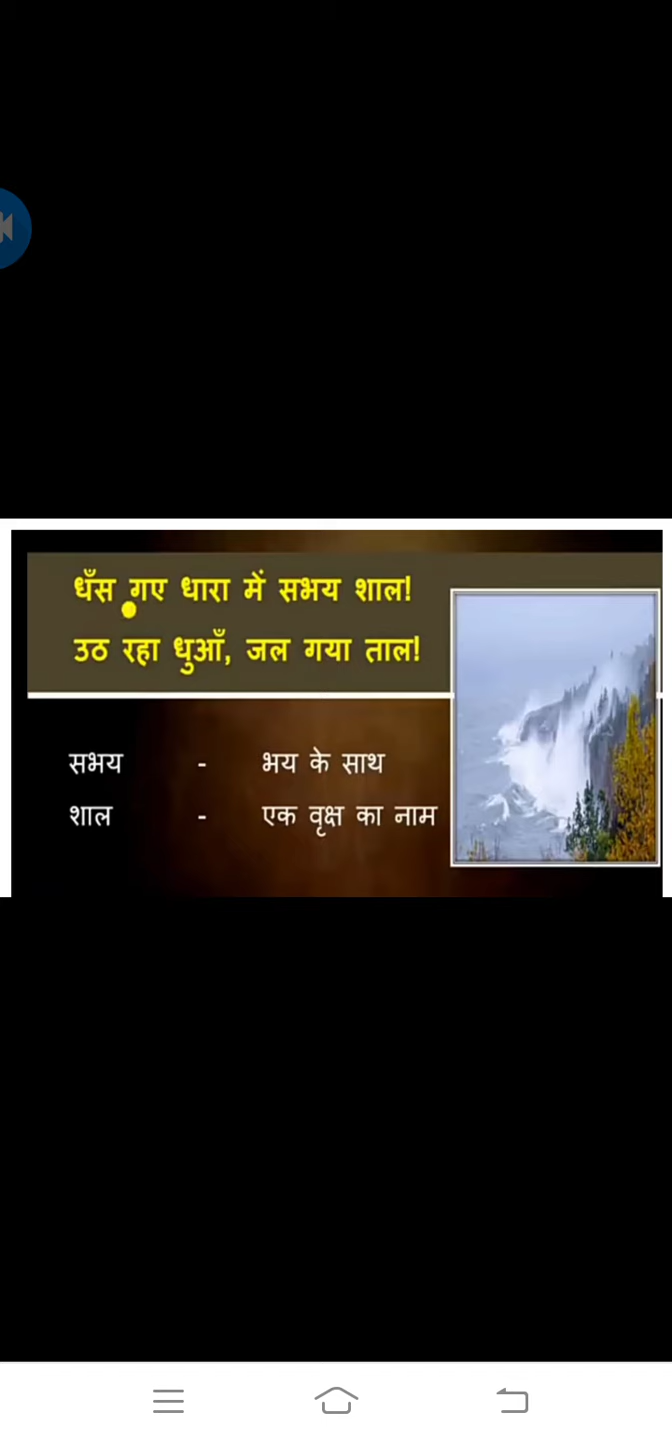 धँस गए धारा में सभय शाल!
उठ रहा धुआँ, जल गया ताल!
सभय - भय के साथ
शाल - एक वृक्ष का नाम